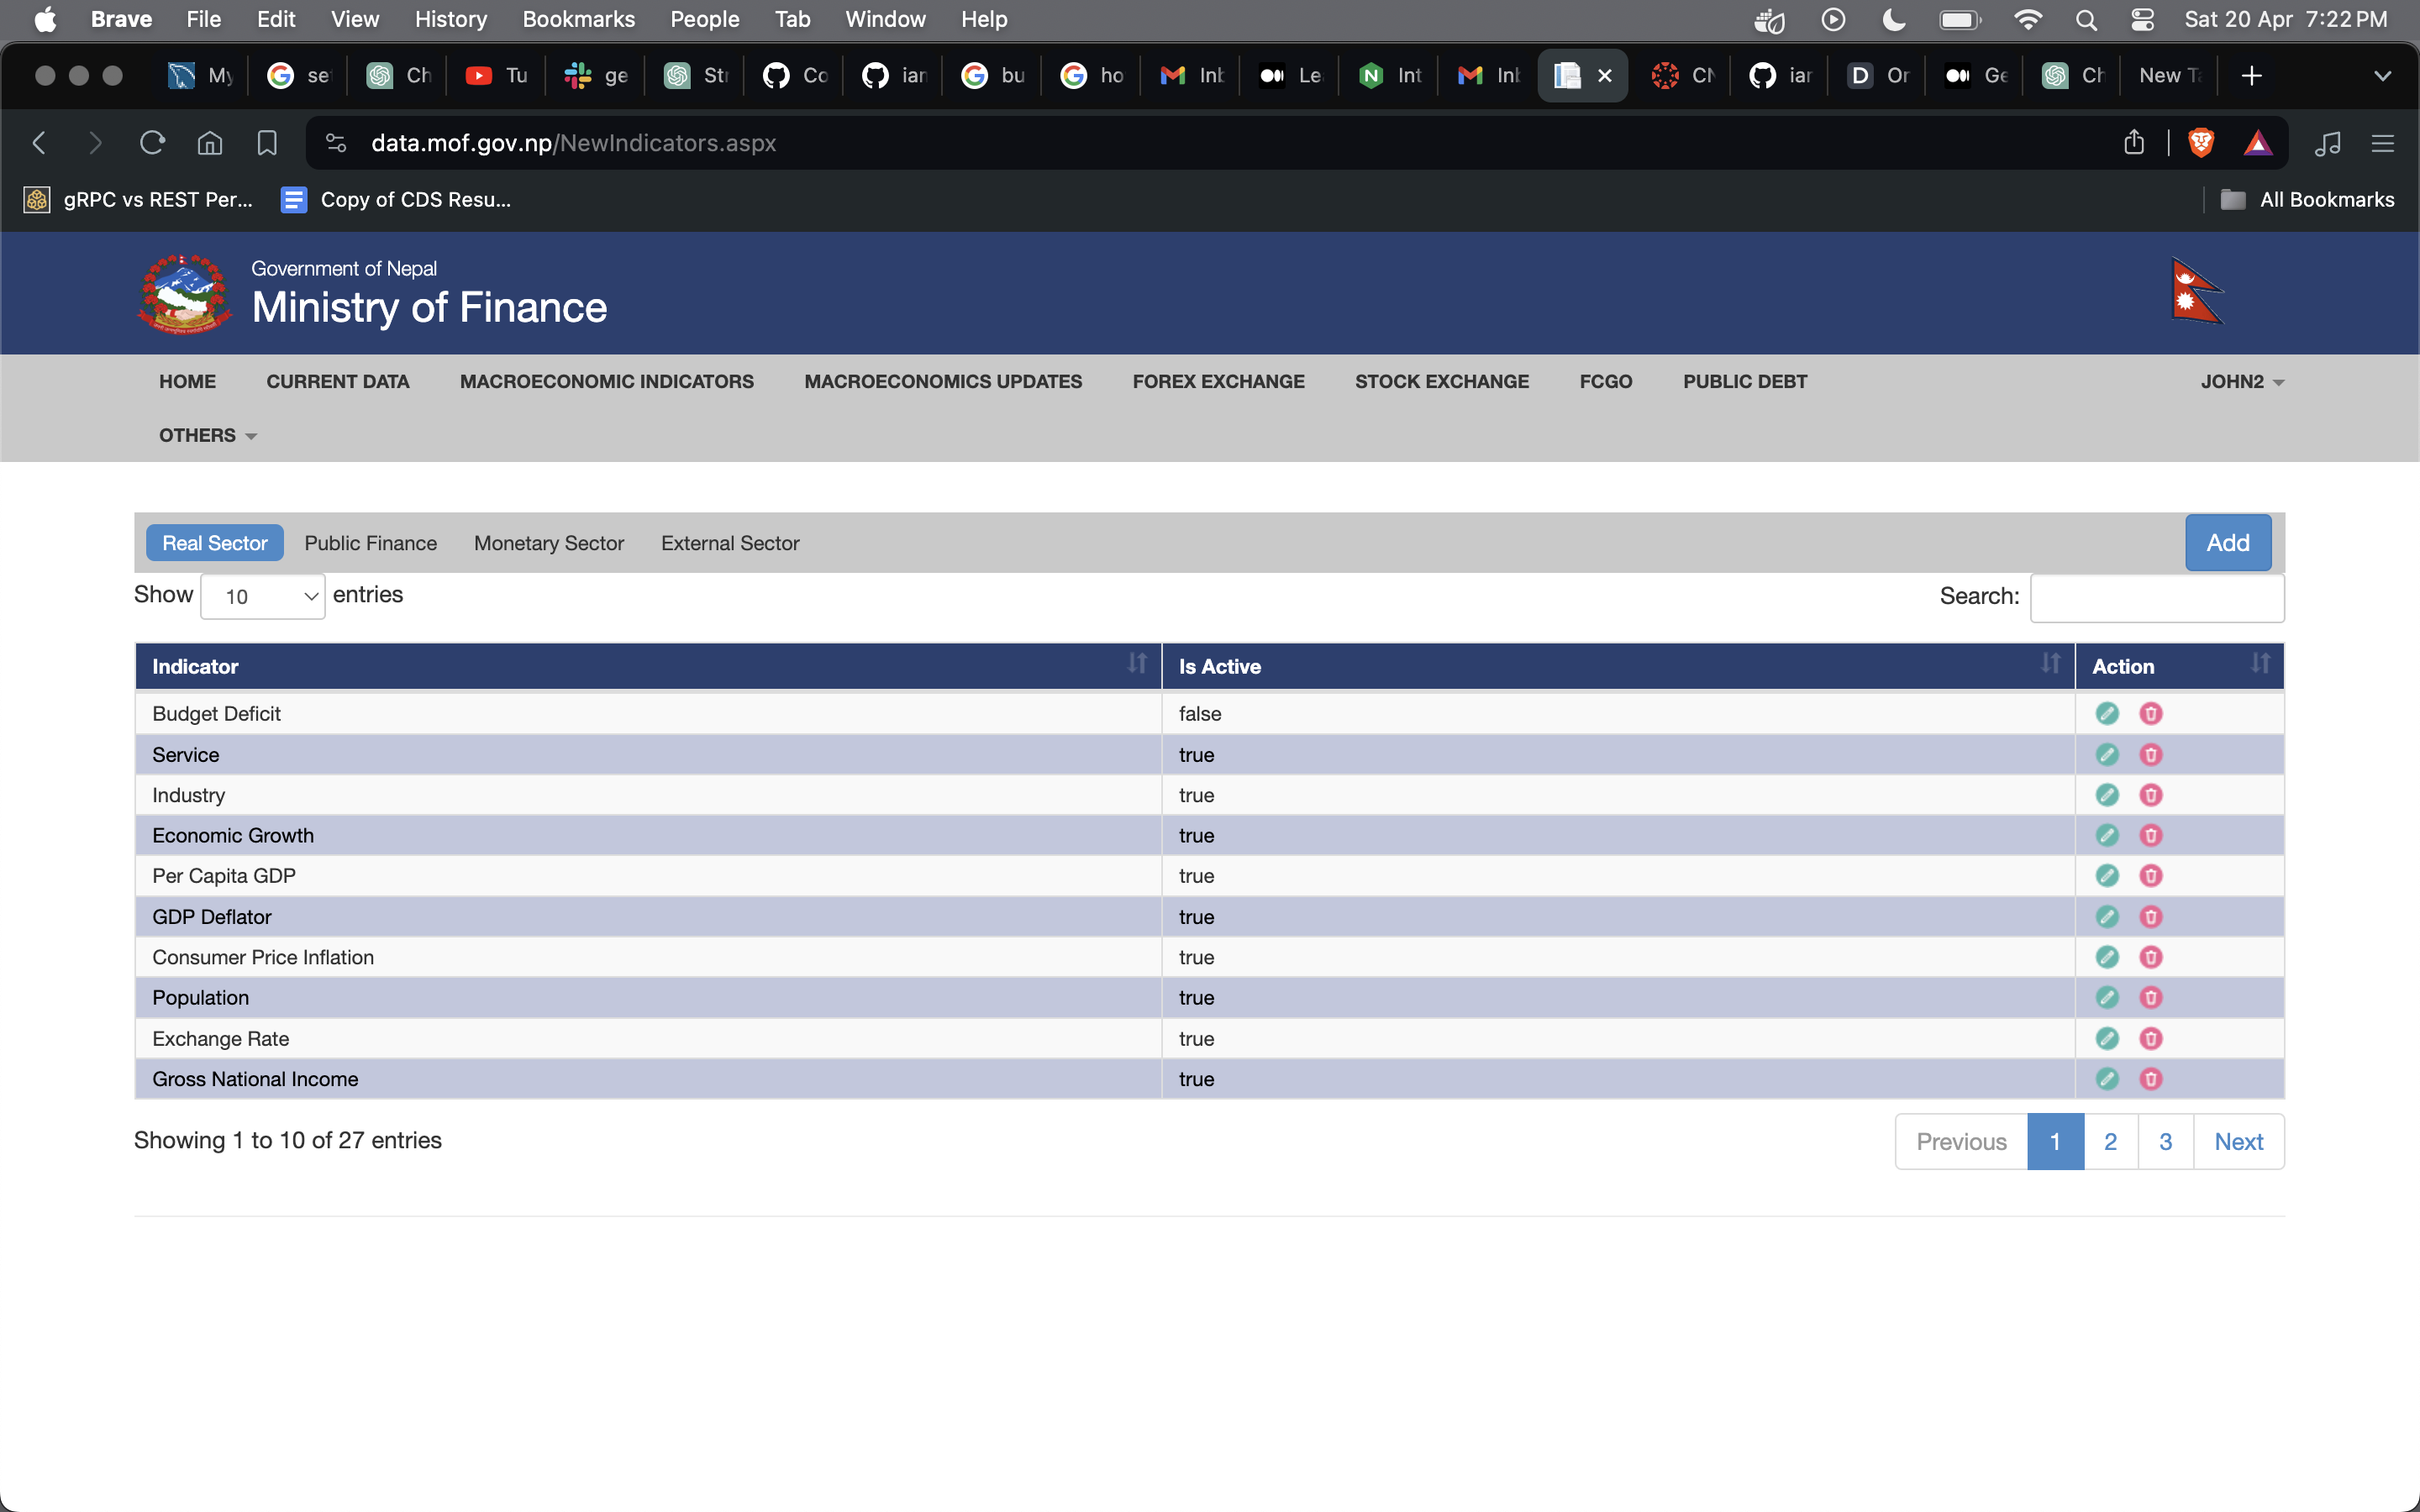 Brave File Edit View History Bookmarks People Tab Window Help Sat 20 Apr 7:22 PM
My se Ch Tu ge Str Co ian bu ho Int Inb ian Or Ge Ch New T
data.mof.gov.np/NewIndicators.aspx
gRPC vs REST Per... Copy of CDS Resu... All Bookmarks
Government of Nepal
Ministry of Finance
HOME CURRENT DATA MACROECONOMIC INDICATORS MACROECONOMICS UPDATES FOREX EXCHANGE STOCK EXCHANGE FCGO PUBLIC DEBT JOHN2
OTHERS
Real Sector Public Finance Monetary Sector External Sector Add
Show 10 entries Search:
Indicator Is Active Action
Budget Deficit false
Service true
Industry true
Economic Growth true
Per Capita GDP true
GDP Deflator true
Consumer Price Inflation true
Population true
Exchange Rate true
Gross National Income true
Showing 1 to 10 of 27 entries Previous 1 2 3 Next